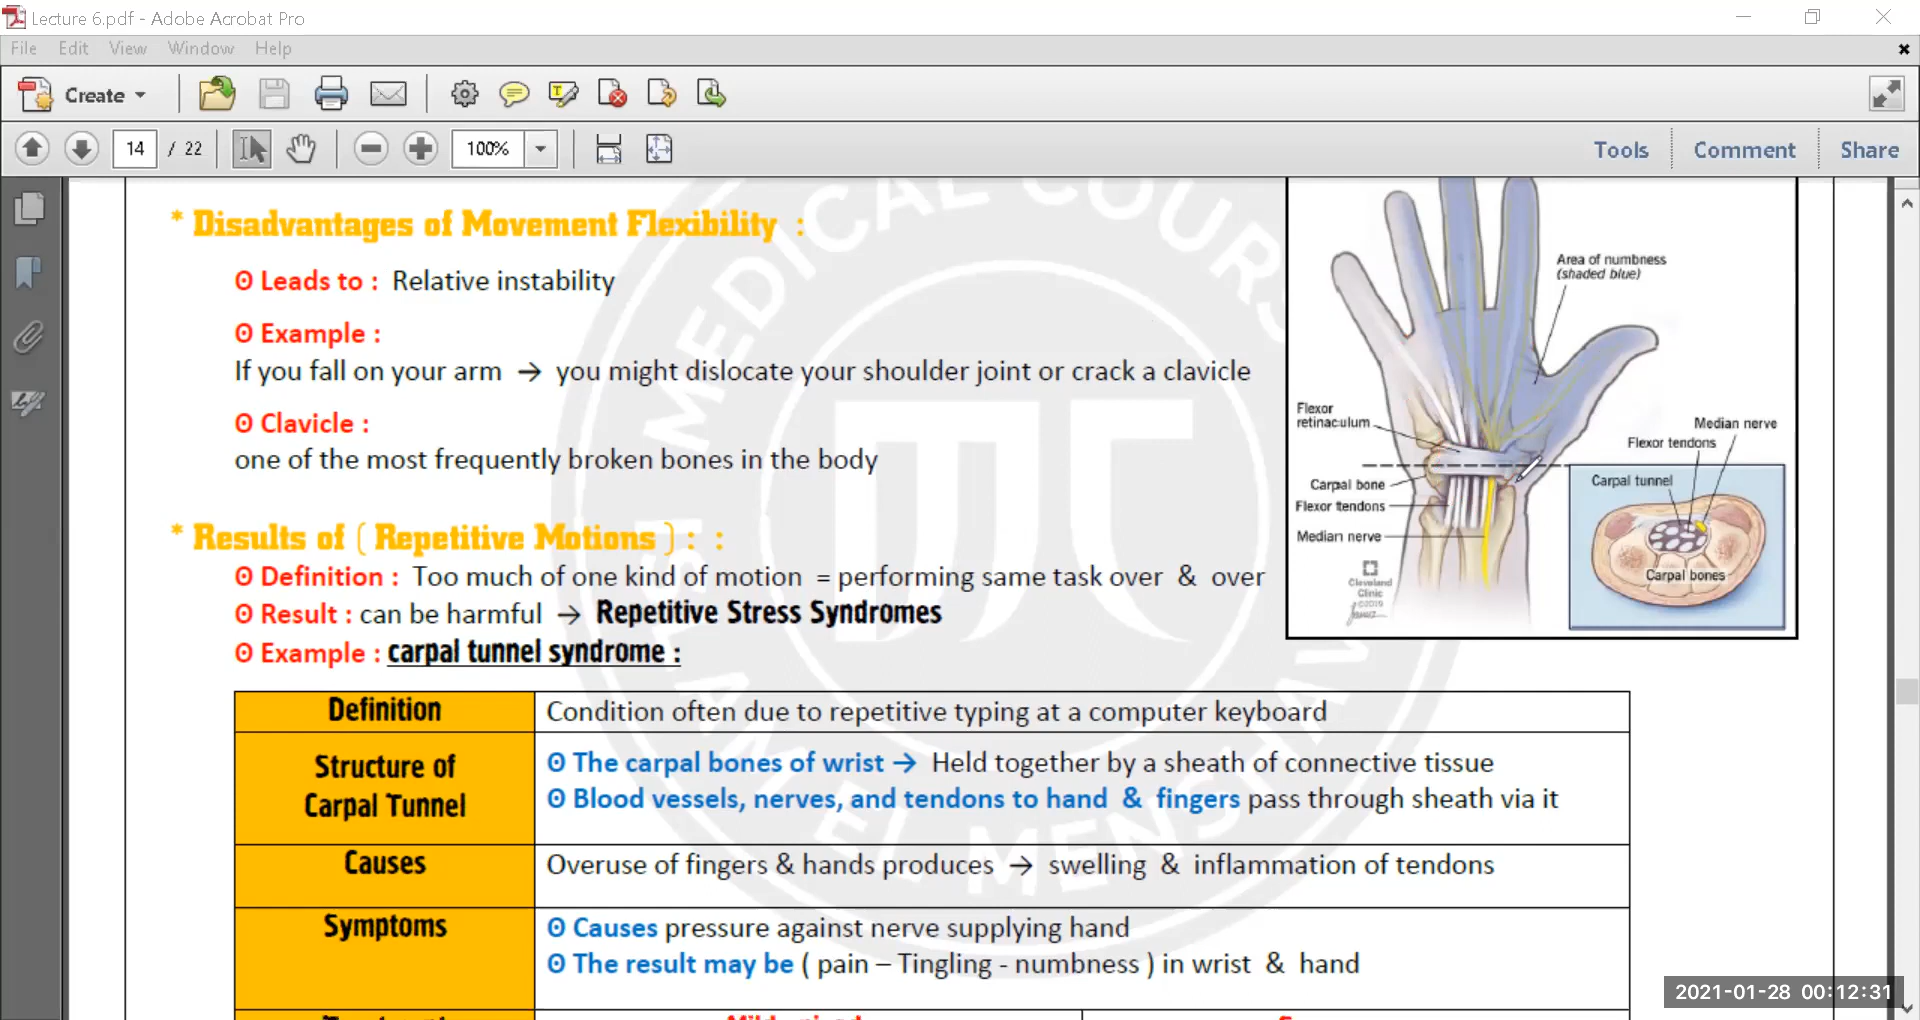 Lecture 6.pdf - Adobe Acrobat Pro
File Edit View Window Help
Create
14 / 22
100%
Tools Comment Share
* Disadvantages of Movement Flexibility :
ʘ Leads to : Relative instability
ʘ Example :
If you fall on your arm → you might dislocate your shoulder joint or crack a clavicle
ʘ Clavicle :
one of the most frequently broken bones in the body
* Results of ( Repetitive Motions ) : :
ʘ Definition : Too much of one kind of motion = performing same task over & over
ʘ Result : can be harmful → Repetitive Stress Syndromes
ʘ Example : carpal tunnel syndrome :
Area of numbness
(shaded blue)
Flexor
retinaculum
Carpal bone
Flexor tendons
Median nerve
Median nerve
Flexor tendons
Carpal tunnel
Carpal bones
Cleveland
Clinic
©2019
Definition
Condition often due to repetitive typing at a computer keyboard
Structure of
Carpal Tunnel
ʘ The carpal bones of wrist → Held together by a sheath of connective tissue
ʘ Blood vessels, nerves, and tendons to hand & fingers pass through sheath via it
Causes
Overuse of fingers & hands produces → swelling & inflammation of tendons
Symptoms
ʘ Causes pressure against nerve supplying hand
ʘ The result may be ( pain – Tingling - numbness ) in wrist & hand
MEDICAL COURS
MC
EL MENSHAW
2021-01-28 00:12:31